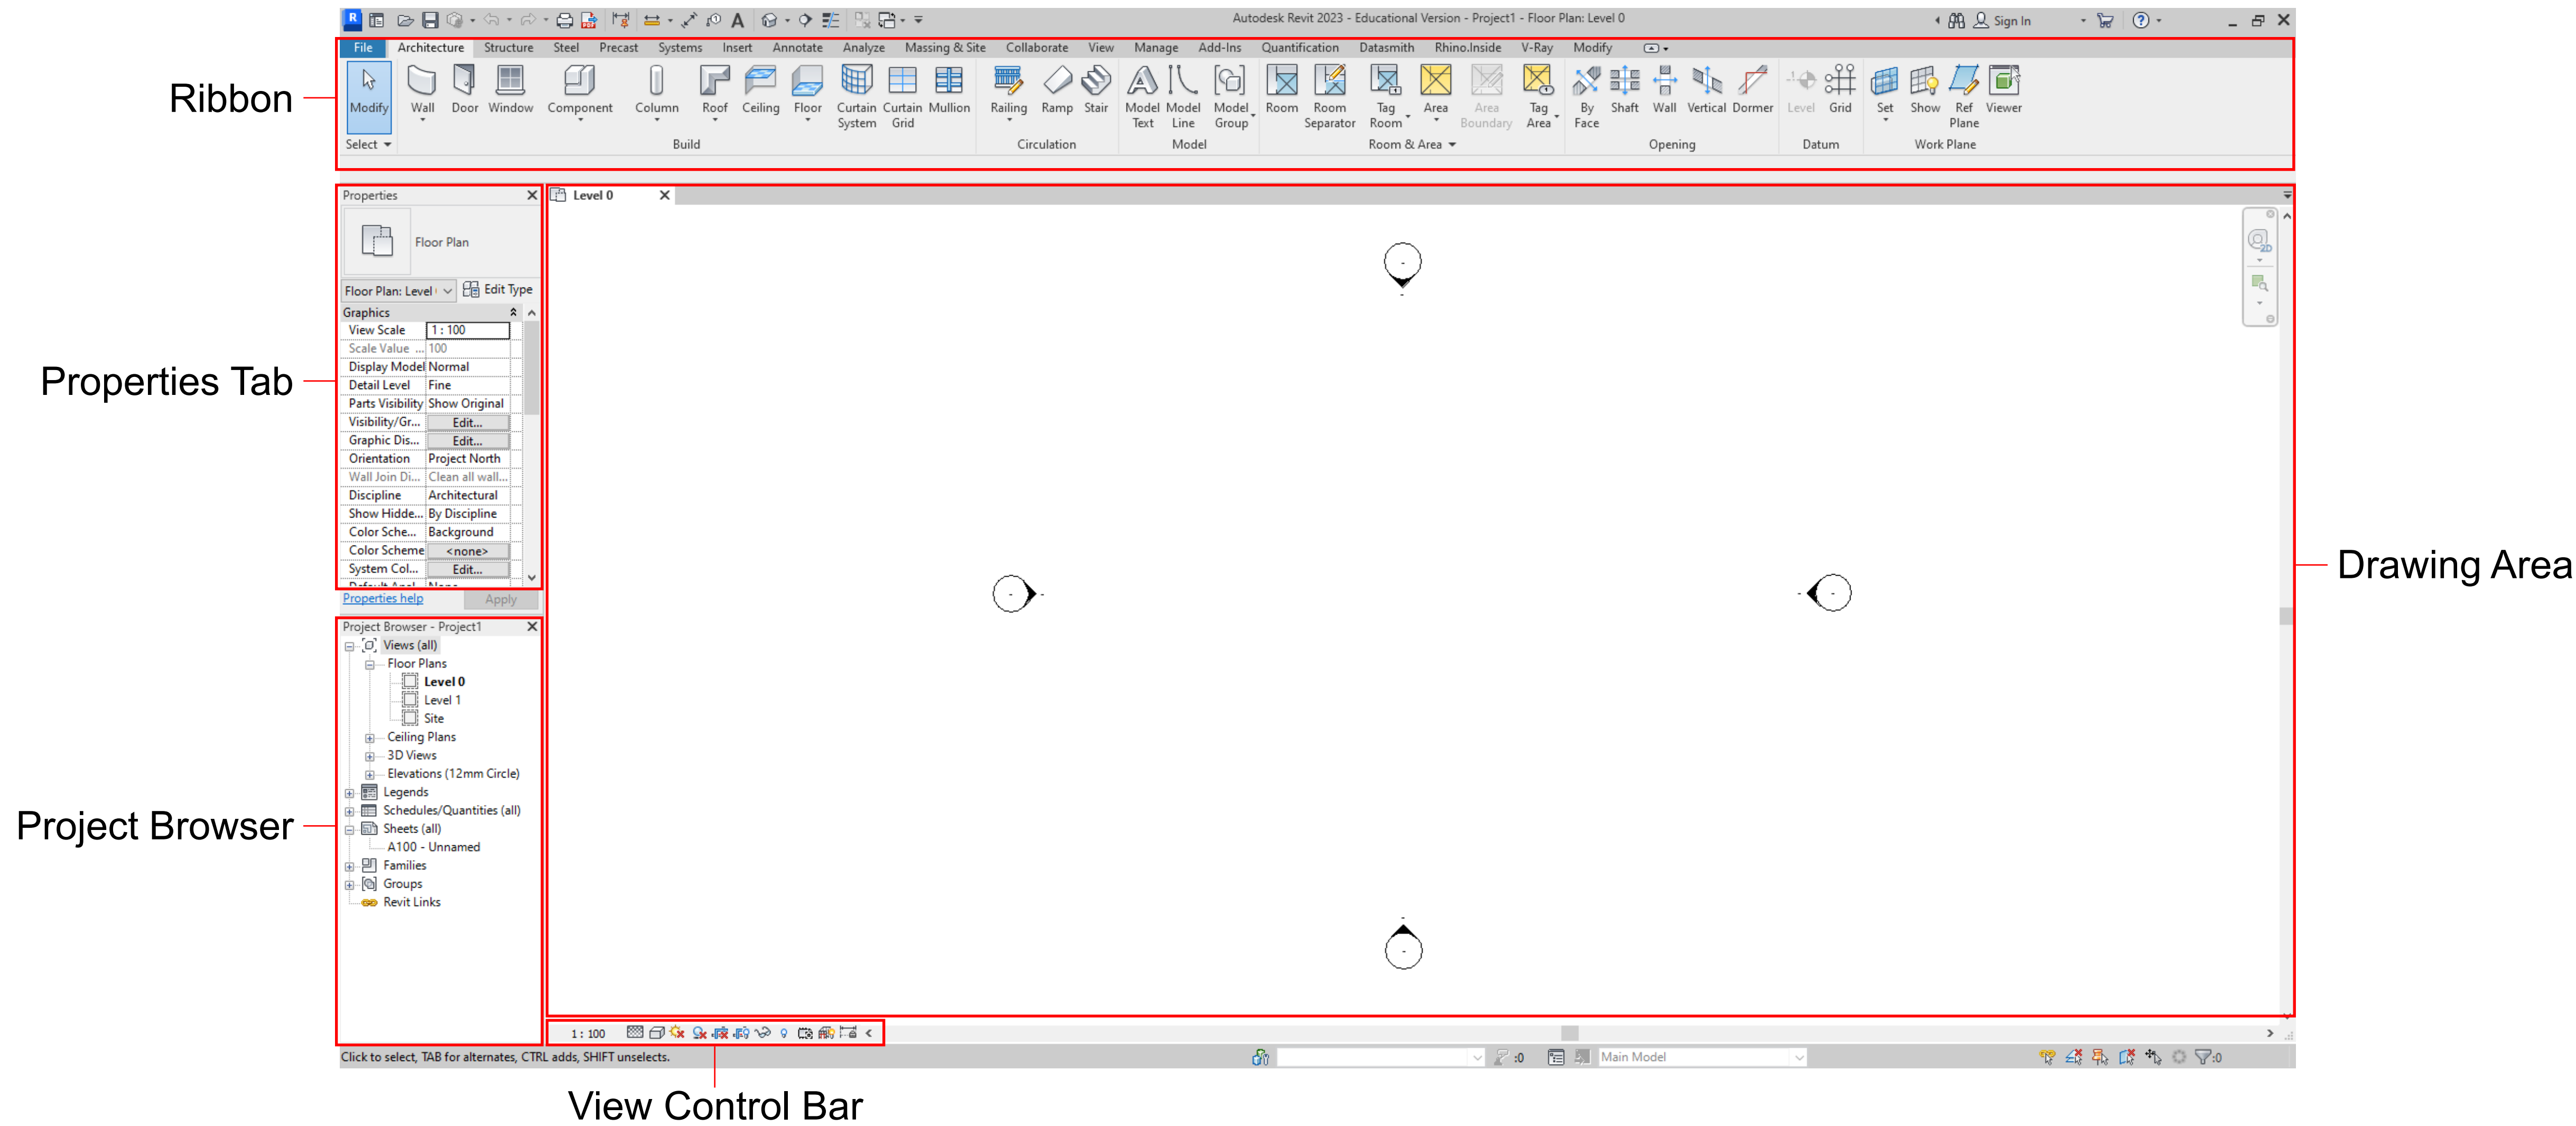 Autodesk Revit 2023 - Educational Version - Project1 - Floor Plan: Level 0
Sign In
File Architecture Structure Steel Precast Systems Insert Annotate Analyze Massing & Site Collaborate View Manage Add-Ins Quantification Datasmith Rhino.Inside V-Ray Modify
Ribbon
Modify Wall Door Window Component Column Roof Ceiling Floor Curtain System Curtain Grid Mullion Railing Ramp Stair Model Text Model Line Model Group Room Room Separator Tag Room Area Area Boundary Tag Area By Face Shaft Wall Vertical Dormer Level Grid Set Show Ref Plane Viewer
Select Build Circulation Model Room & Area Opening Datum Work Plane
Properties
Level 0
Floor Plan
2D
Floor Plan: Level Edit Type
Graphics
View Scale 1 : 100
Scale Value ... 100
Display Model Normal
Properties Tab
Detail Level Fine
Parts Visibility Show Original
Visibility/Gr... Edit...
Graphic Dis... Edit...
Orientation Project North
Wall Join Di... Clean all wall...
Discipline Architectural
Show Hidde... By Discipline
Color Sche... Background
Color Scheme <none>
System Col... Edit...
Drawing Area
Properties help Apply
Project Browser - Project1
Views (all)
Floor Plans
Level 0
Level 1
Site
Ceiling Plans
3D Views
Elevations (12mm Circle)
Legends
Schedules/Quantities (all)
Project Browser
Sheets (all)
A100 - Unnamed
Families
Groups
Revit Links
1 : 100
Click to select, TAB for alternates, CTRL adds, SHIFT unselects.
:0
Main Model
:0
View Control Bar